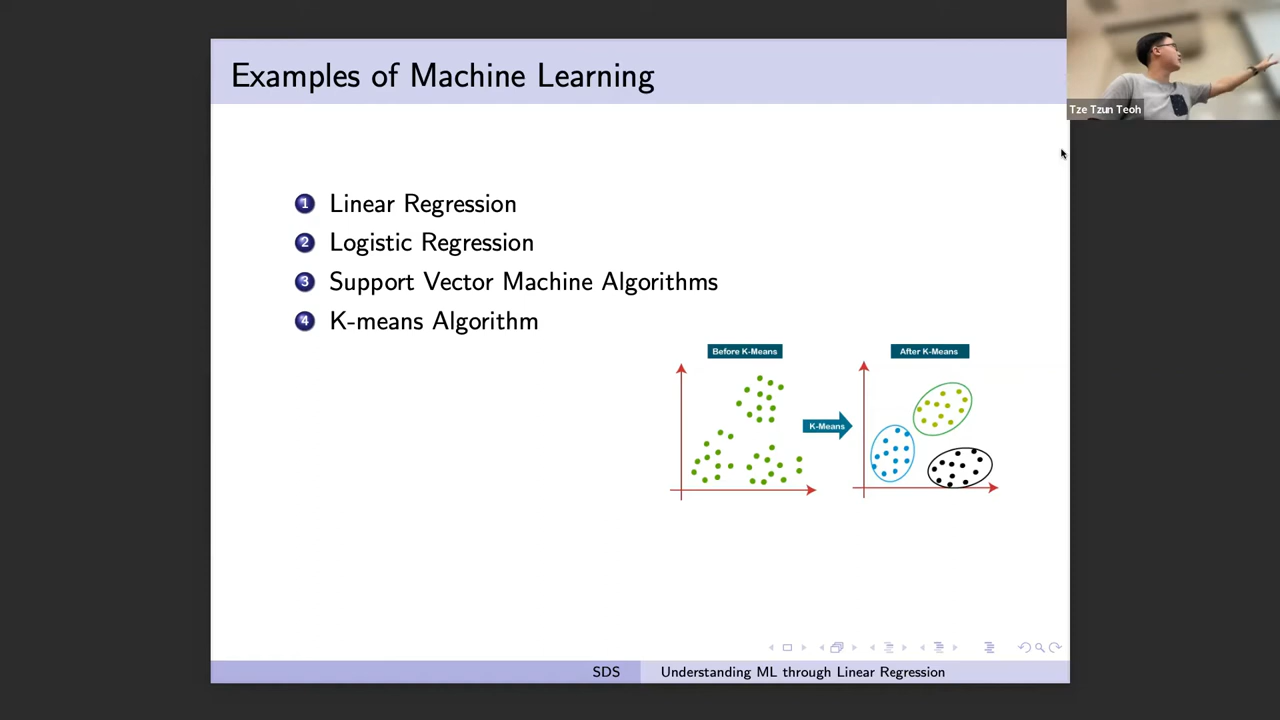 Examples of Machine Learning
Tze Tzun Teoh
1 Linear Regression
2 Logistic Regression
3 Support Vector Machine Algorithms
4 K-means Algorithm
Before K-Means
After K-Means
K-Means
SDS
Understanding ML through Linear Regression